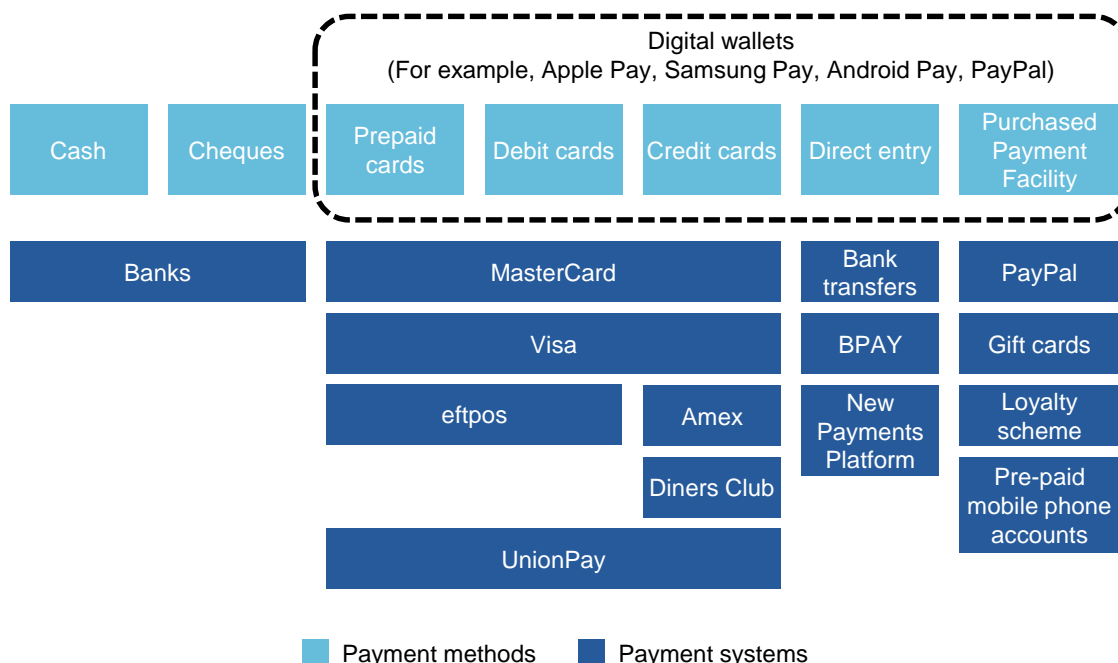 Digital wallets
(For example, Apple Pay, Samsung Pay, Android Pay, PayPal)
Cash
Cheques
Prepaid
cards
Debit cards
Credit cards
Direct entry
Purchased
Payment
Facility
Banks
MasterCard
Bank
transfers
PayPal
Visa
BPAY
Gift cards
eftpos
Amex
New
Payments
Platform
Loyalty
scheme
Diners Club
Pre-paid
mobile phone
accounts
UnionPay
Payment methods
Payment systems